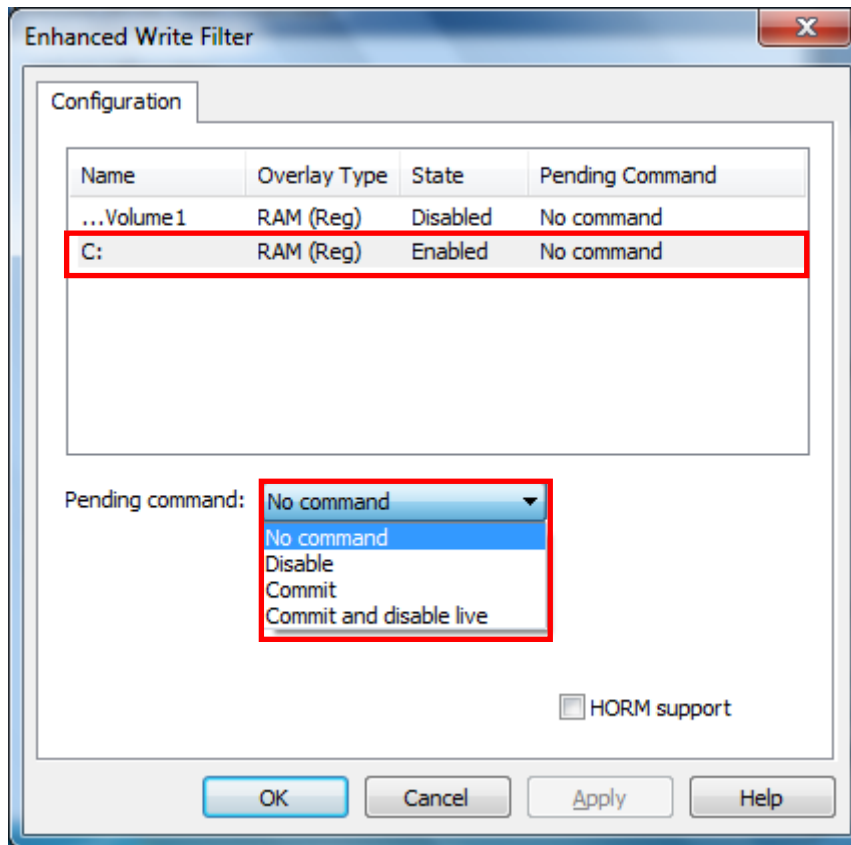 Enhanced Write Filter
Configuration
Name Overlay Type State Pending Command
...Volume1 RAM (Reg) Disabled No command
C: RAM (Reg) Enabled No command
Pending command: No command
No command
Disable
Commit
Commit and disable live
HORM support
OK Cancel Apply Help